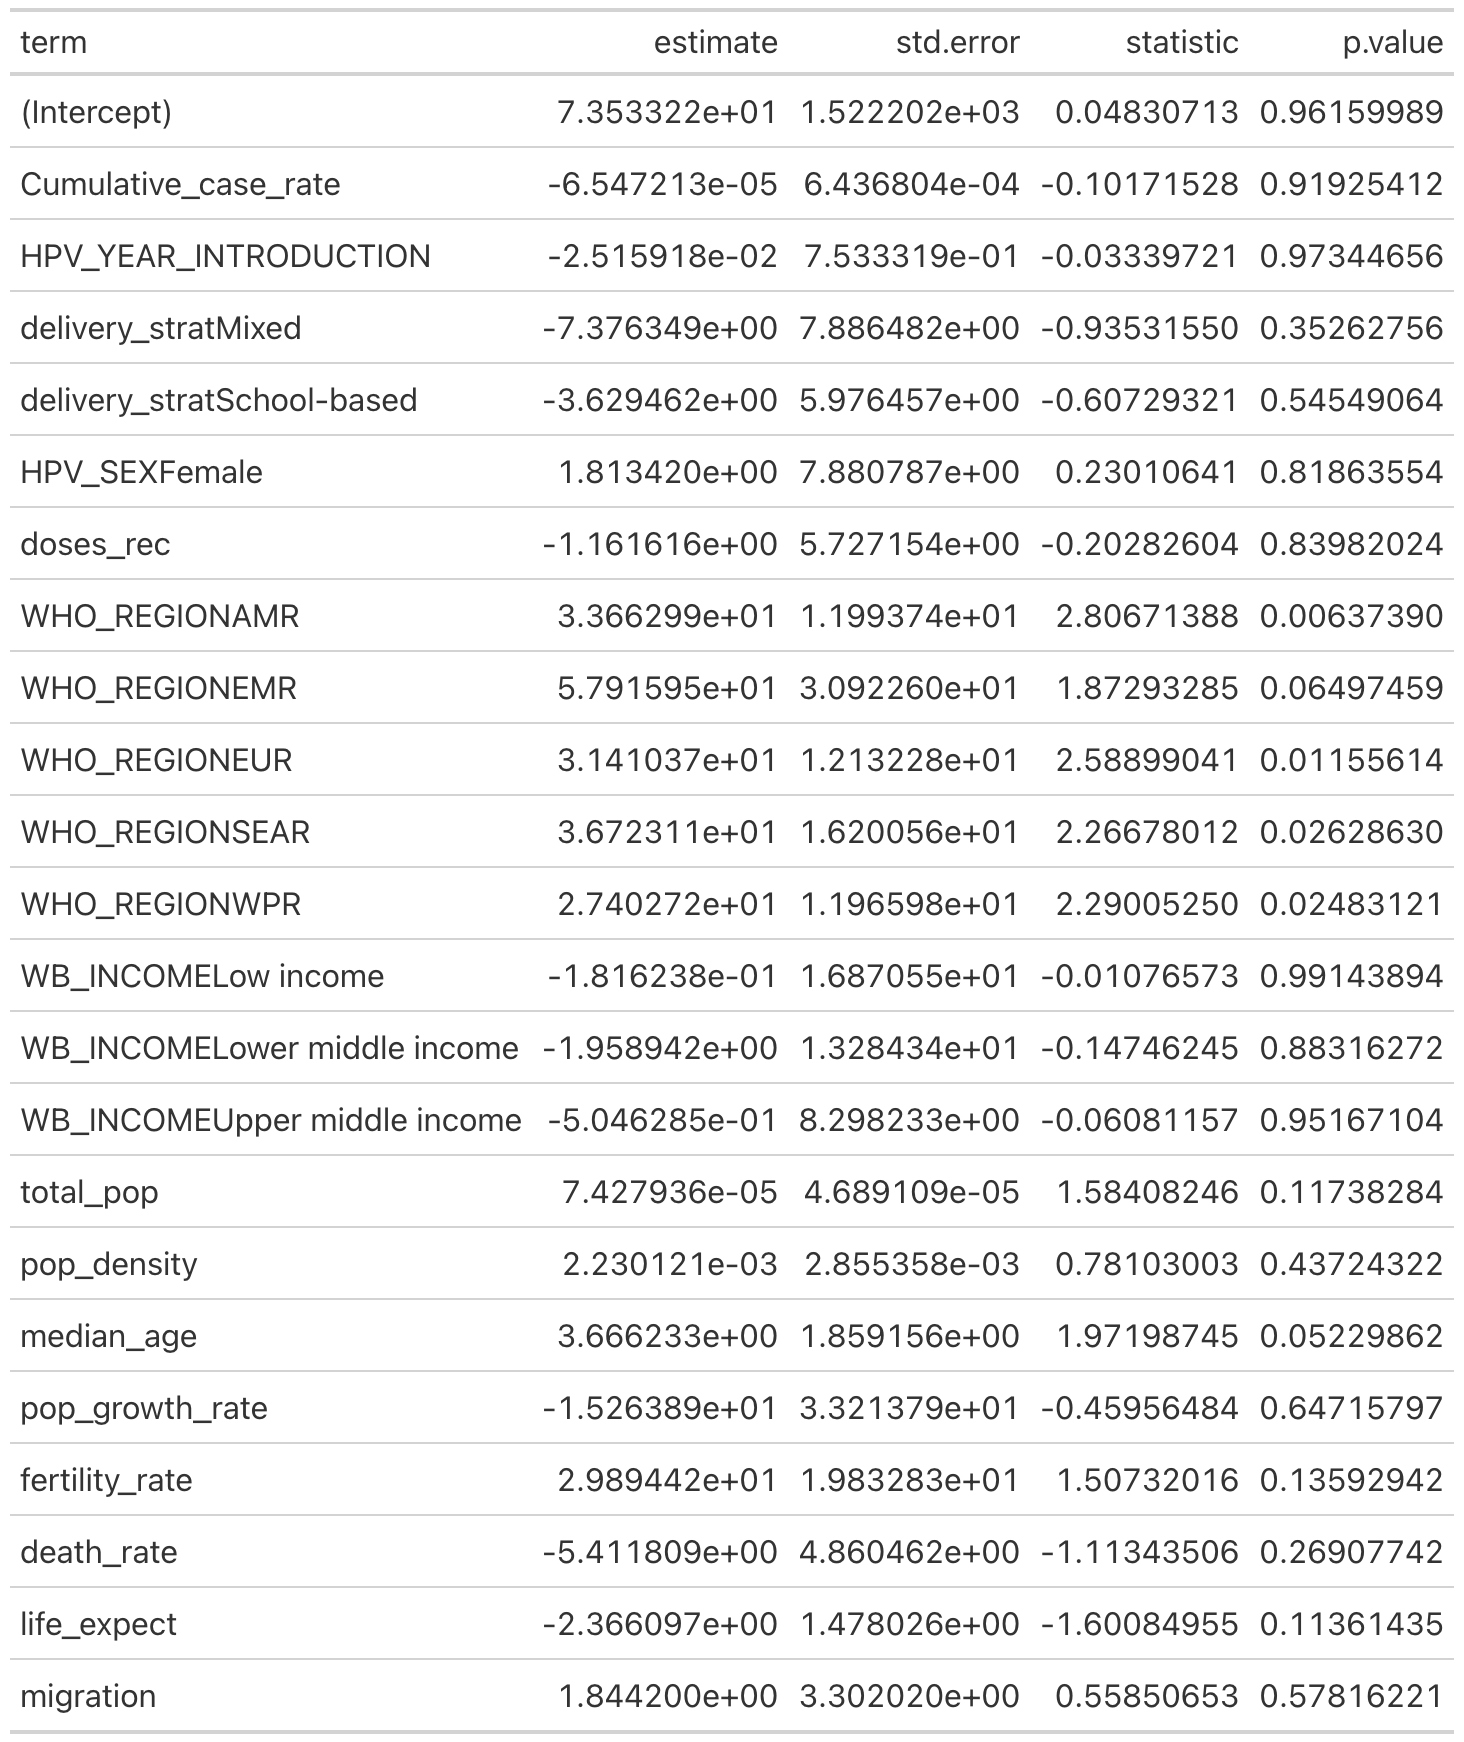 term estimate std.error statistic p.value
(Intercept) 7.353322e+01 1.522202e+03 0.04830713 0.96159989
Cumulative_case_rate -6.547213e-05 6.436804e-04 -0.10171528 0.91925412
HPV_YEAR_INTRODUCTION -2.515918e-02 7.533319e-01 -0.03339721 0.97344656
delivery_stratMixed -7.376349e+00 7.886482e+00 -0.93531550 0.35262756
delivery_stratSchool-based -3.629462e+00 5.976457e+00 -0.60729321 0.54549064
HPV_SEXFemale 1.813420e+00 7.880787e+00 0.23010641 0.81863554
doses_rec -1.161616e+00 5.727154e+00 -0.20282604 0.83982024
WHO_REGIONAMR 3.366299e+01 1.199374e+01 2.80671388 0.00637390
WHO_REGIONEMR 5.791595e+01 3.092260e+01 1.87293285 0.06497459
WHO_REGIONEUR 3.141037e+01 1.213228e+01 2.58899041 0.01155614
WHO_REGIONSEAR 3.672311e+01 1.620056e+01 2.26678012 0.02628630
WHO_REGIONWPR 2.740272e+01 1.196598e+01 2.29005250 0.02483121
WB_INCOMELow income -1.816238e-01 1.687055e+01 -0.01076573 0.99143894
WB_INCOMELower middle income -1.958942e+00 1.328434e+01 -0.14746245 0.88316272
WB_INCOMEUpper middle income -5.046285e-01 8.298233e+00 -0.06081157 0.95167104
total_pop 7.427936e-05 4.689109e-05 1.58408246 0.11738284
pop_density 2.230121e-03 2.855358e-03 0.78103003 0.43724322
median_age 3.666233e+00 1.859156e+00 1.97198745 0.05229862
pop_growth_rate -1.526389e+01 3.321379e+01 -0.45956484 0.64715797
fertility_rate 2.989442e+01 1.983283e+01 1.50732016 0.13592942
death_rate -5.411809e+00 4.860462e+00 -1.11343506 0.26907742
life_expect -2.366097e+00 1.478026e+00 -1.60084955 0.11361435
migration 1.844200e+00 3.302020e+00 0.55850653 0.57816221